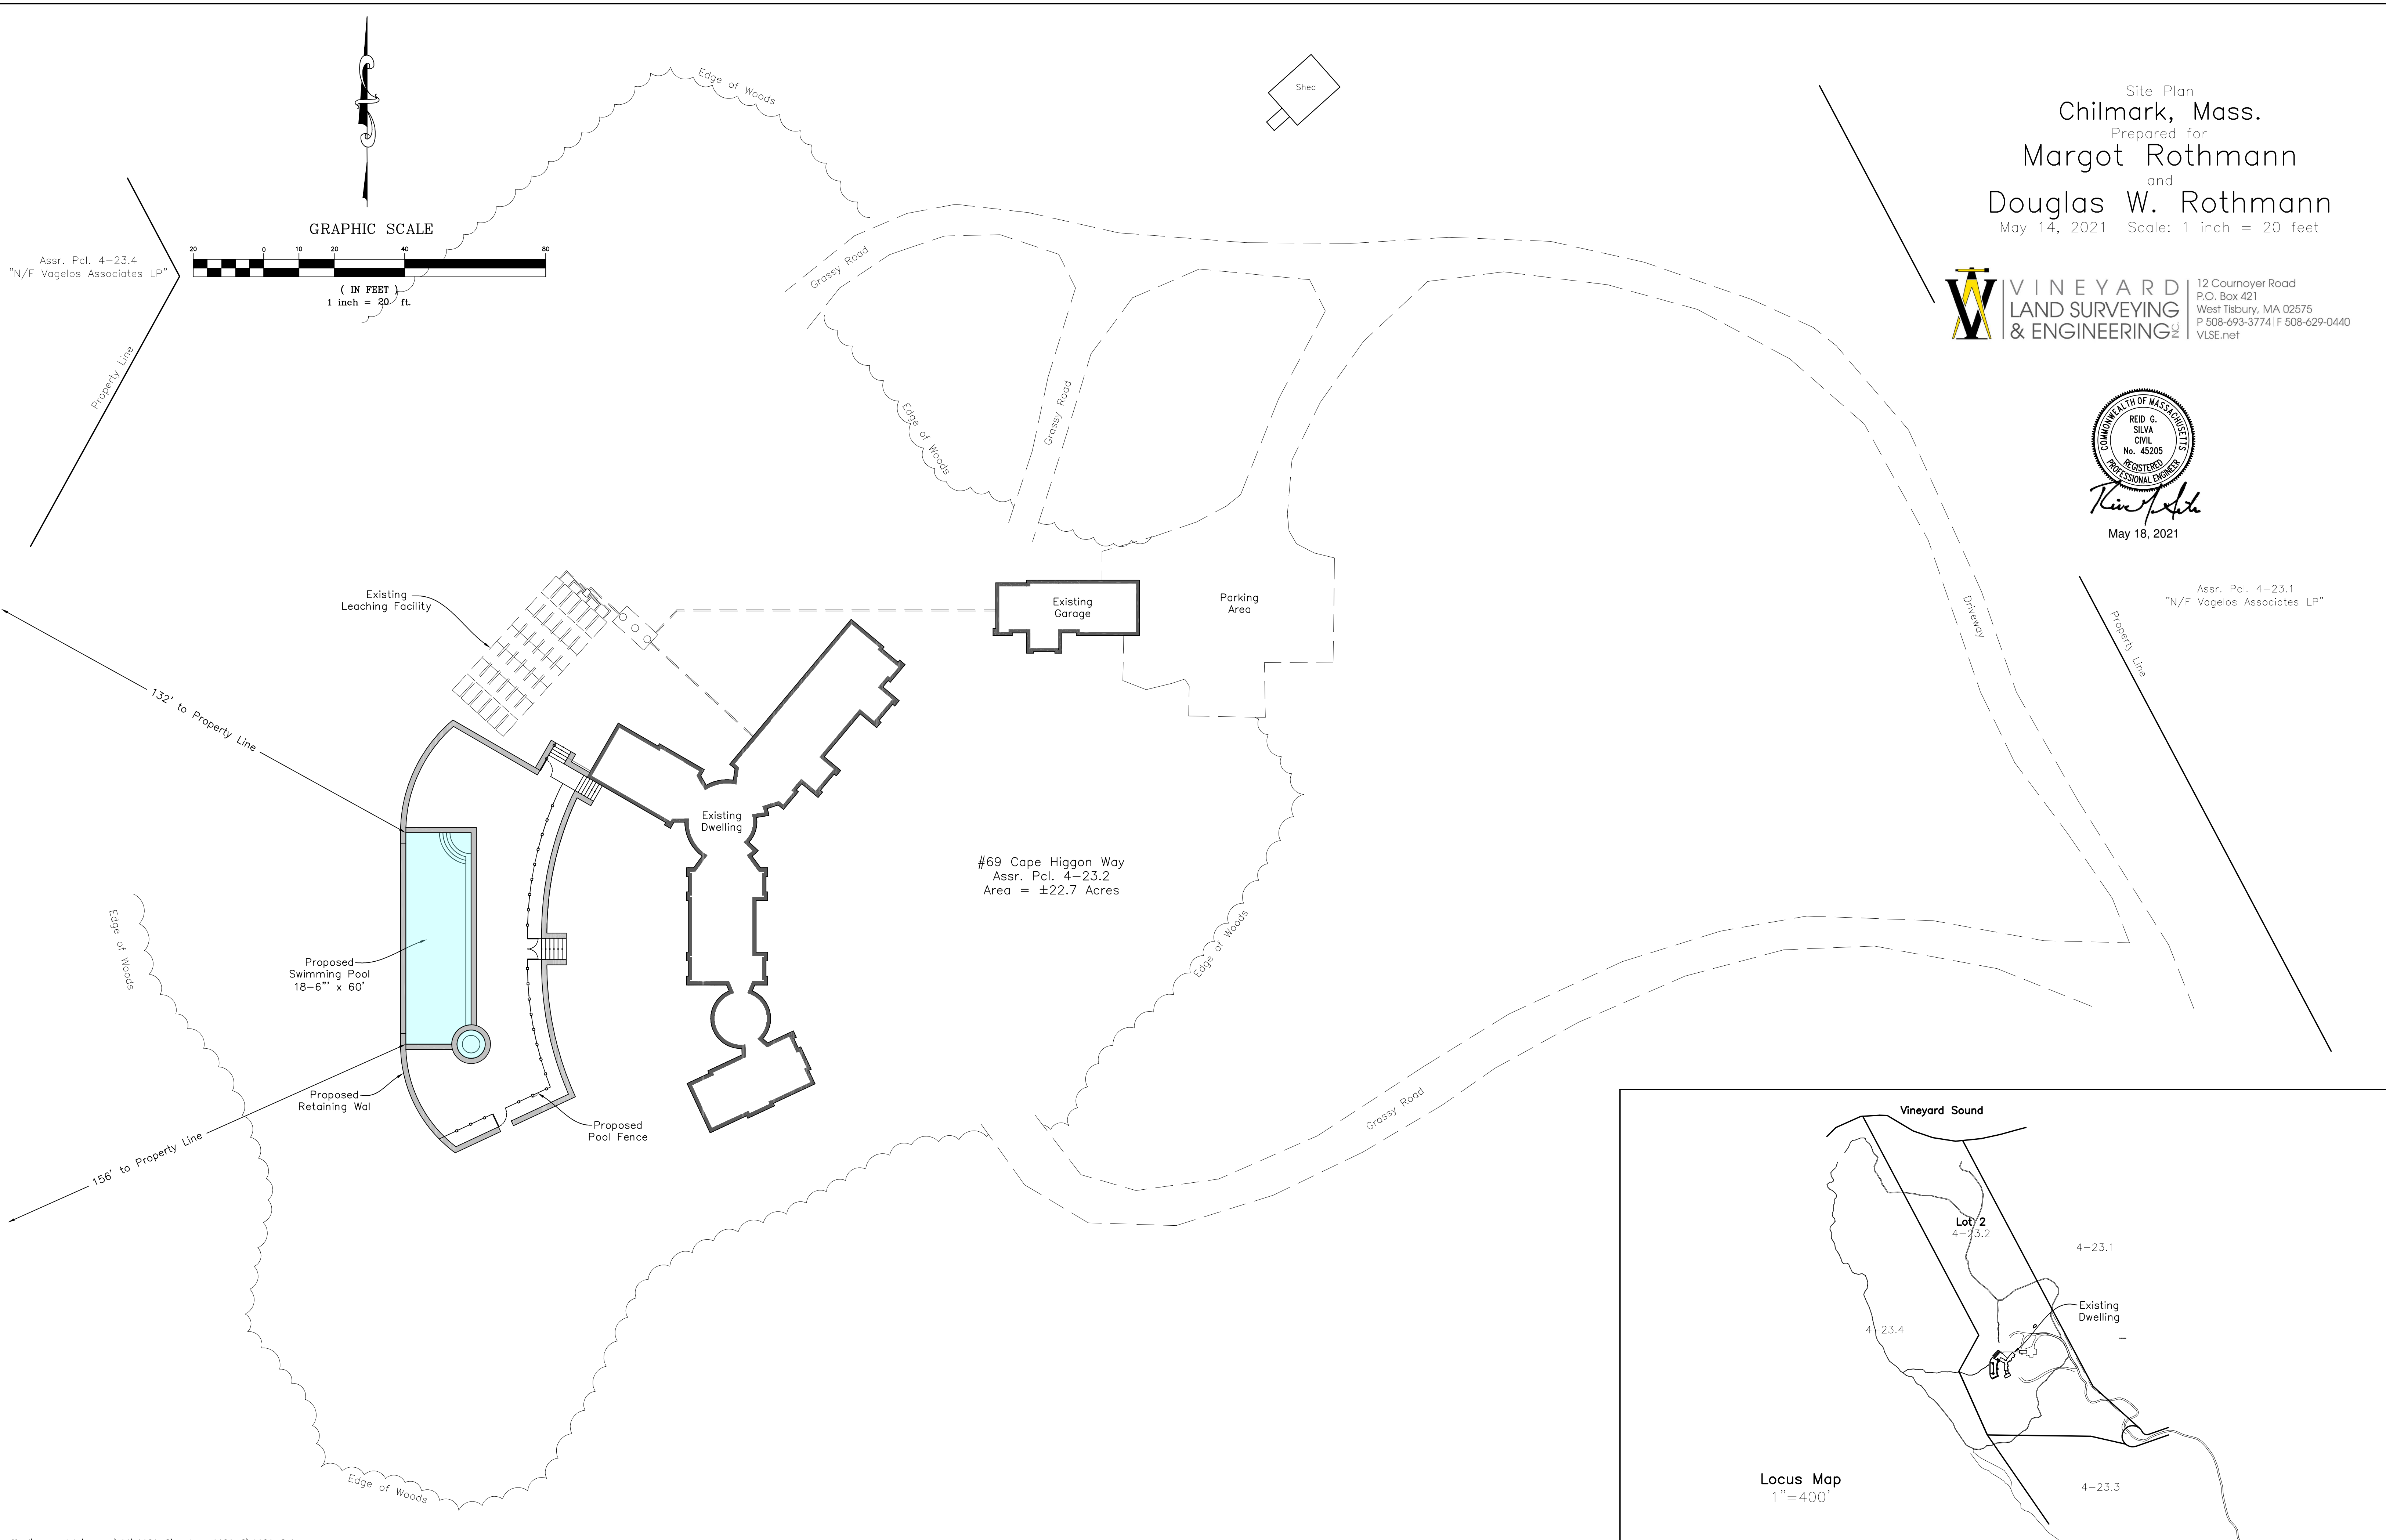 Site Plan
Chilmark, Mass.
Prepared for
Margot Rothmann
and
Douglas W. Rothmann
May 14, 2021 Scale: 1 inch = 20 feet
VINEYARD
LAND SURVEYING
& ENGINEERING INC.
12 Cournoyer Road
P.O. Box 421
West Tisbury, MA 02575
P 508-693-3774 F 508-629-0440
VLSE.net
COMMONWEALTH OF MASSACHUSETTS
REID G.
SILVA
CIVIL
No. 45205
REGISTERED
PROFESSIONAL ENGINEER
May 18, 2021
GRAPHIC SCALE
20 0 10 20 40 80
( IN FEET )
1 inch = 20 ft.
Assr. Pcl. 4-23.4
"N/F Vagelos Associates LP"
Property Line
Edge of Woods
Shed
Grassy Road
Edge of Woods
Grassy Road
Existing
Leaching Facility
Existing
Garage
Parking
Area
Driveway
Assr. Pcl. 4-23.1
"N/F Vagelos Associates LP"
Property Line
132' to Property Line
Existing
Dwelling
#69 Cape Higgon Way
Assr. Pcl. 4-23.2
Area = ±22.7 Acres
Edge of Woods
Edge of Woods
Proposed
Swimming Pool
18-6"' x 60'
Proposed
Retaining Wal
Proposed
Pool Fence
156' to Property Line
Grassy Road
Edge of Woods
Vineyard Sound
Lot 2
4-23.2
4-23.1
Existing
Dwelling
4-23.4
Locus Map
1"=400'
4-23.3